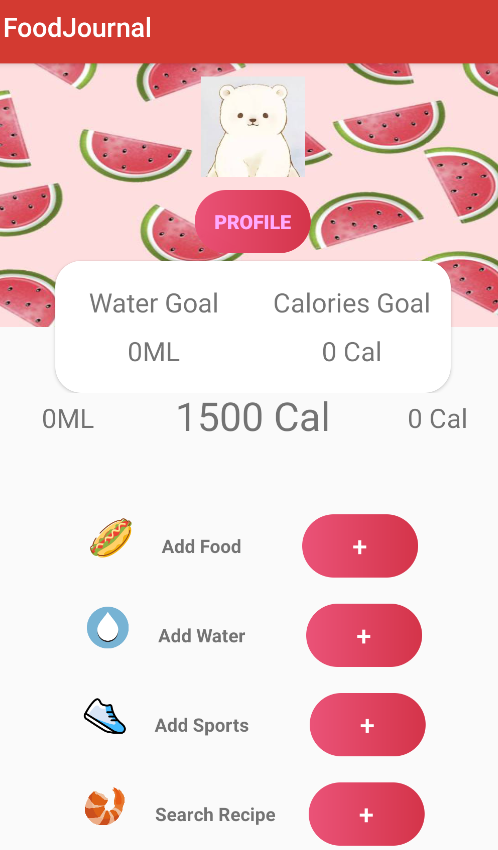 FoodJournal
PROFILE
Water Goal Calories Goal
0ML 0 Cal
0ML 1500 Cal 0 Cal
Add Food +
Add Water +
Add Sports +
Search Recipe +